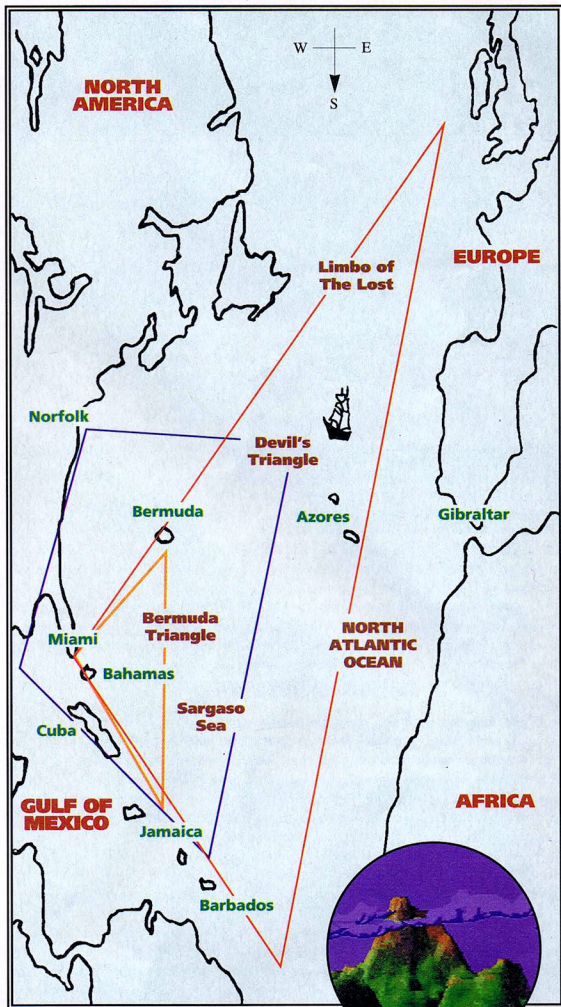 NORTH
AMERICA
W E
S
EUROPE
Limbo of
The Lost
Norfolk
Devil's
Triangle
Bermuda
Azores
Gibraltar
Bermuda
Triangle
Miami
NORTH
ATLANTIC
OCEAN
Bahamas
Sargaso
Sea
Cuba
GULF OF
MEXICO
AFRICA
Jamaica
Barbados